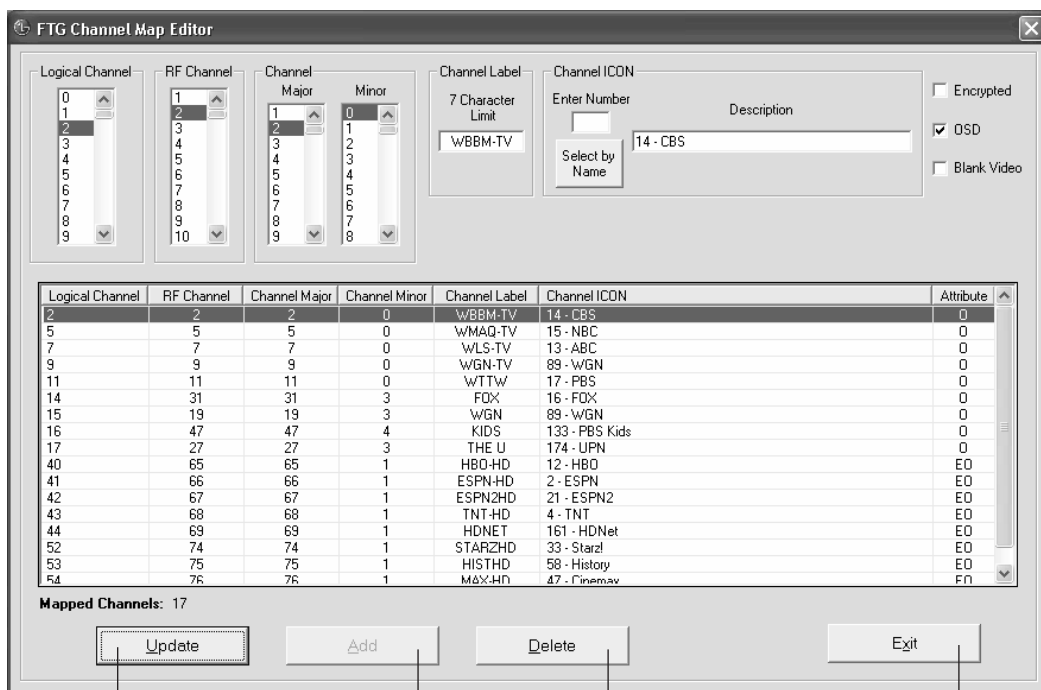 FTG Channel Map Editor
Logical Channel
0
1
2
3
4
5
6
7
8
9
RF Channel
1
2
3
4
5
6
7
8
9
10
Channel
Major
1
2
3
4
5
6
7
8
9
Minor
0
1
2
3
4
5
6
7
8
Channel Label
7 Character
Limit
WBBM-TV
Channel ICON
Enter Number
Select by
Name
Description
14 - CBS
Encrypted
OSD
Blank Video
Logical Channel RF Channel Channel Major Channel Minor Channel Label Channel ICON Attribute
2 2 2 0 WBBM-TV 14 - CBS O
5 5 5 0 WMAQ-TV 15 - NBC O
7 7 7 0 WLS-TV 13 - ABC O
9 9 9 0 WGN-TV 89 - WGN O
11 11 11 0 WTTW 17 - PBS O
14 31 31 3 FOX 16 - FOX O
15 19 19 3 WGN 89 - WGN O
16 47 47 4 KIDS 133 - PBS Kids O
17 27 27 3 THE U 174 - UPN O
40 65 65 1 HBO-HD 12 - HBO EO
41 66 66 1 ESPN-HD 2 - ESPN EO
42 67 67 1 ESPN2HD 21 - ESPN2 EO
43 68 68 1 TNT-HD 4 - TNT EO
44 69 69 1 HDNET 161 - HDNet EO
52 74 74 1 STARZHD 33 - Starz! EO
53 75 75 1 HISTHD 58 - History EO
54 76 76 1 MAX-HD 47 - Cinemax EO
Mapped Channels: 17
Update
Add
Delete
Exit